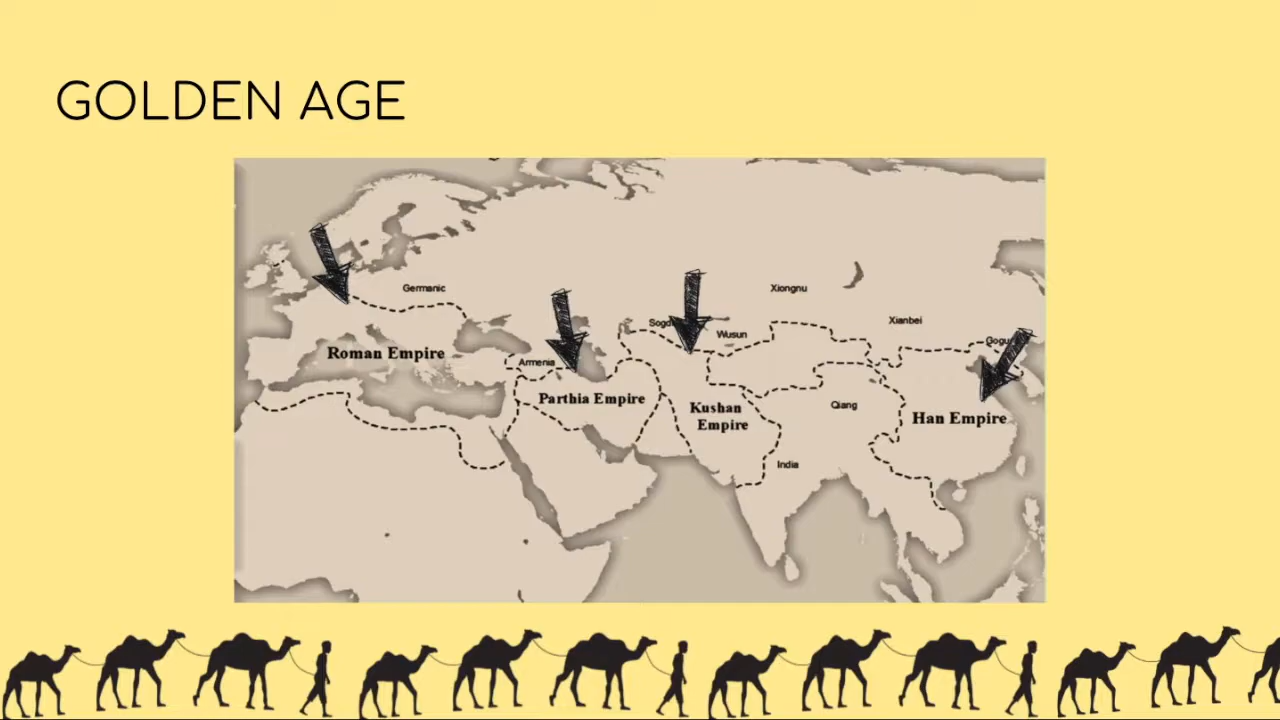 GOLDEN AGE
Germanic
Xiongnu
Xianbei
Wusun
Roman Empire
Armenia
Parthia Empire
Kushan
Empire
Qiang
Han Empire
India